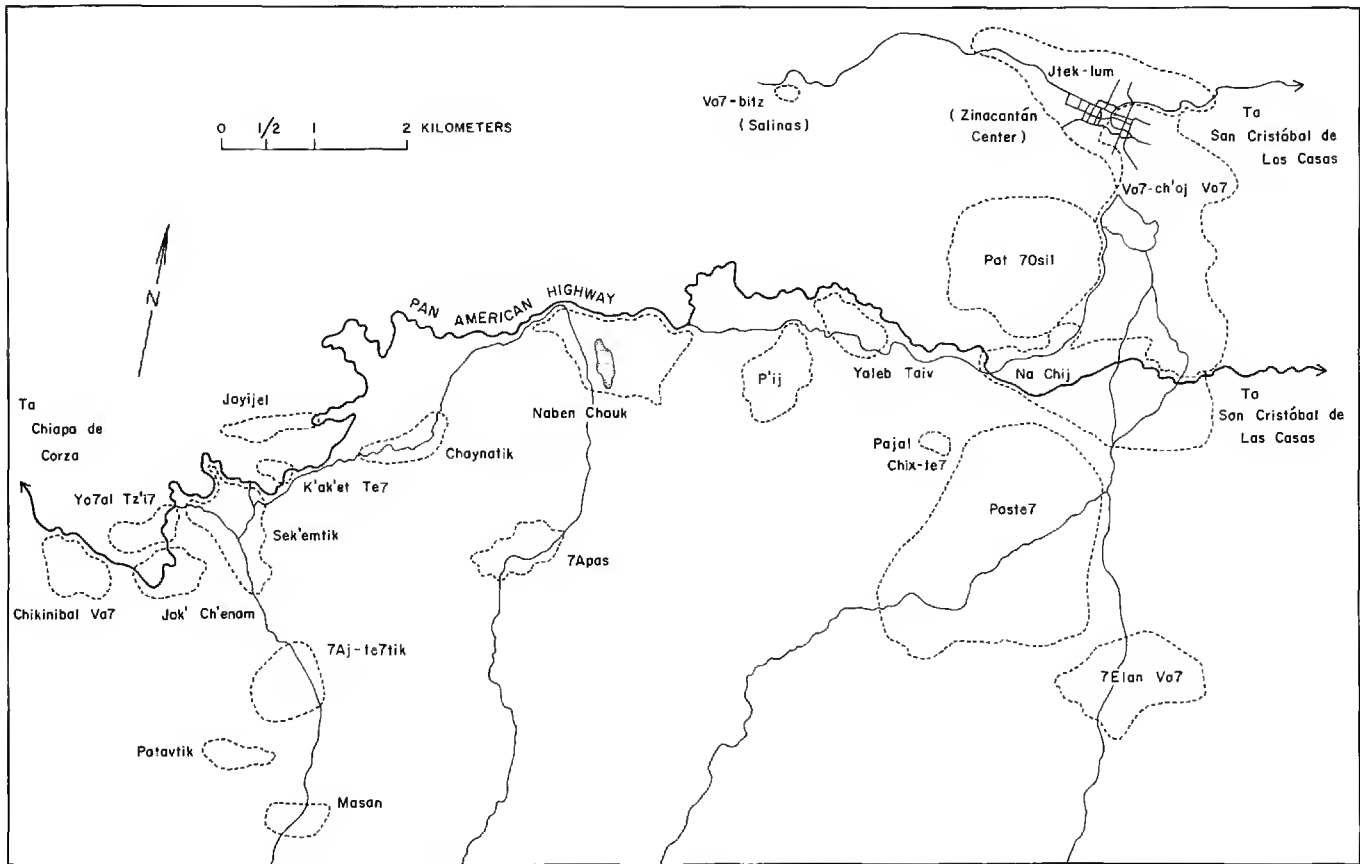 Jtek-lum
Vo7-bitz
(Salinas)
(Zinacantán
Center)
Ta
San Cristóbal de
Los Casas
0 1/2 1 2 KILOMETERS
Vo7-ch'oj Vo7
Pat 7Osil
N
PAN AMERICAN HIGHWAY
Na Chij
Yaleb Taiv
P'ij
Naben Chauk
Ta
San Cristóbal de
Las Casas
Jayijel
Ta
Chiapa de
Corza
Chaynatik
Pajal
Chix-te7
K'ak'et Te7
Yo7al Tz'i7
Paste7
Sek'emtik
7Apas
Chikinibal Va7
Jok' Ch'enam
7Aj-te7tik
7Elan Vo7
Patavtik
Masan